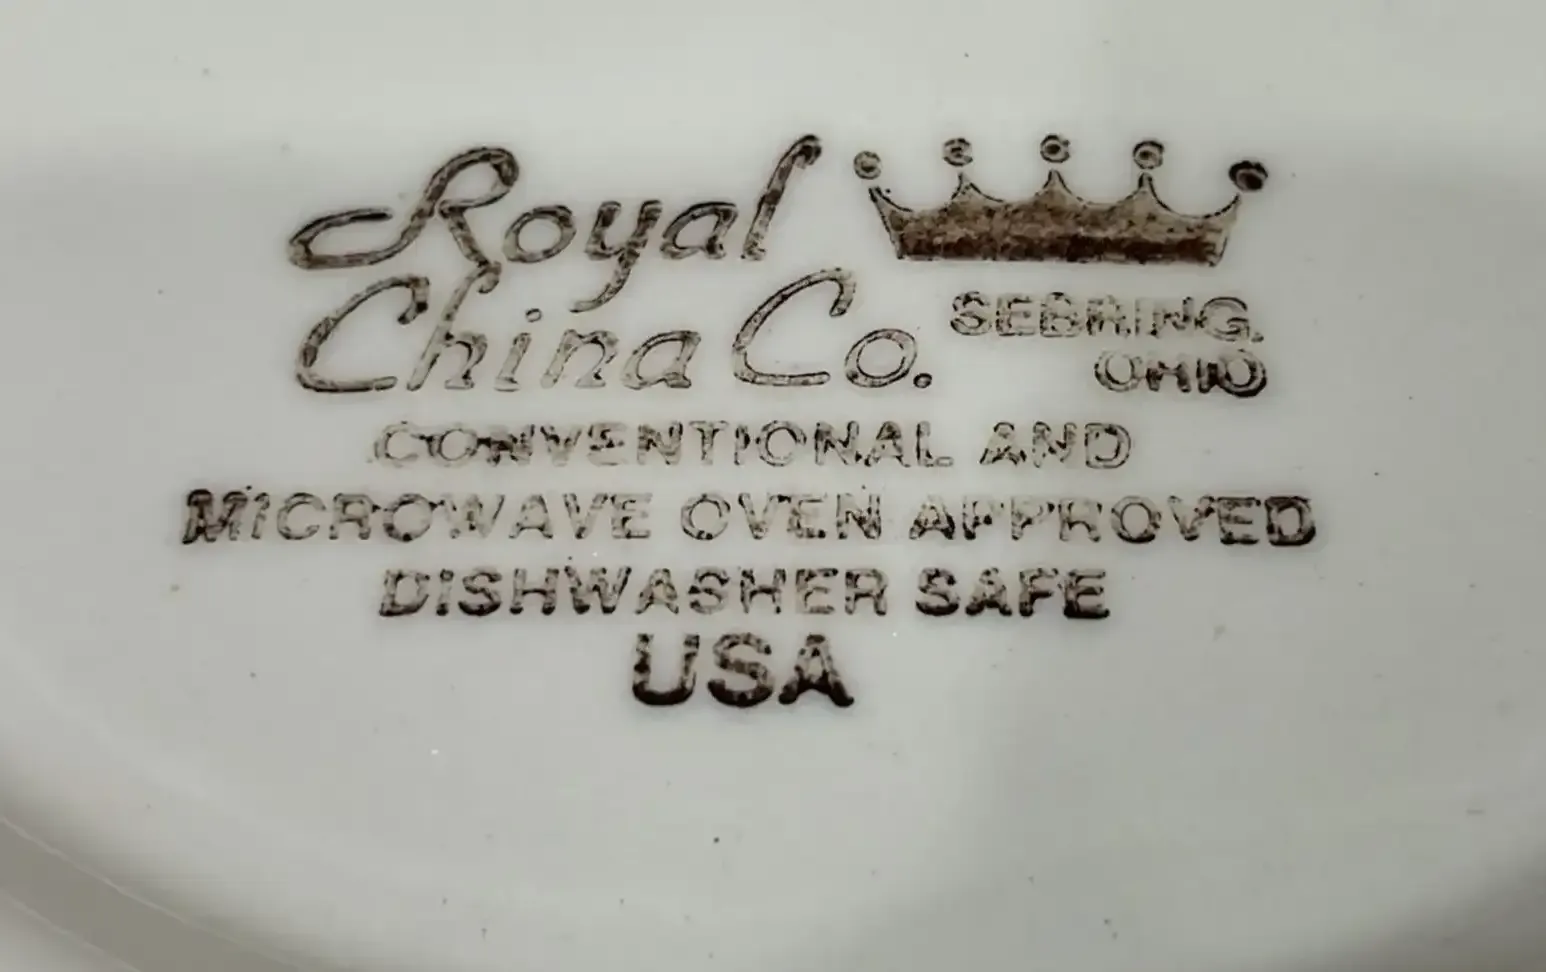 Royal
China Co. SEBRING,
OHIO
CONVENTIONAL AND
MICROWAVE OVEN APPROVED
DISHWASHER SAFE
USA